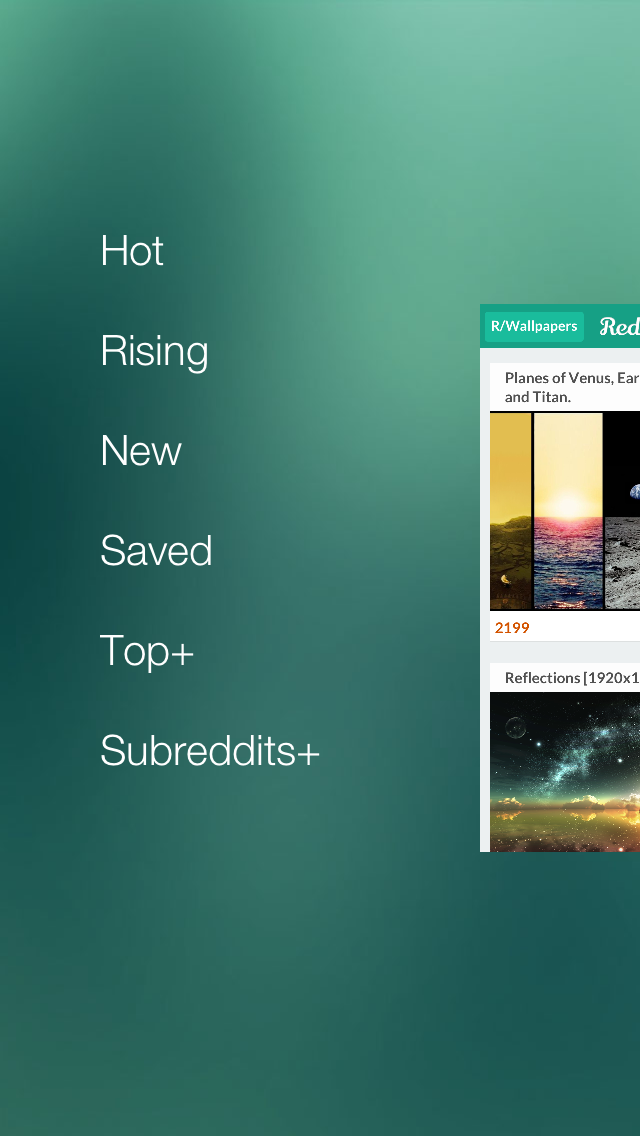 Hot
Rising
New
Saved
Top+
Subreddits+
R/Wallpapers
Red
Planes of Venus, Ear
and Titan.
2199
Reflections [1920x1